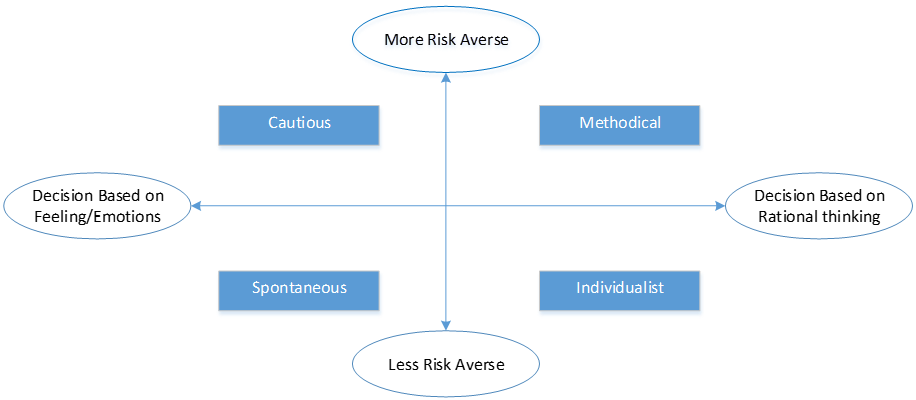 More Risk Averse
Cautious
Methodical
Decision Based on
Feeling/Emotions
Decision Based on
Rational thinking
Spontaneous
Individualist
Less Risk Averse